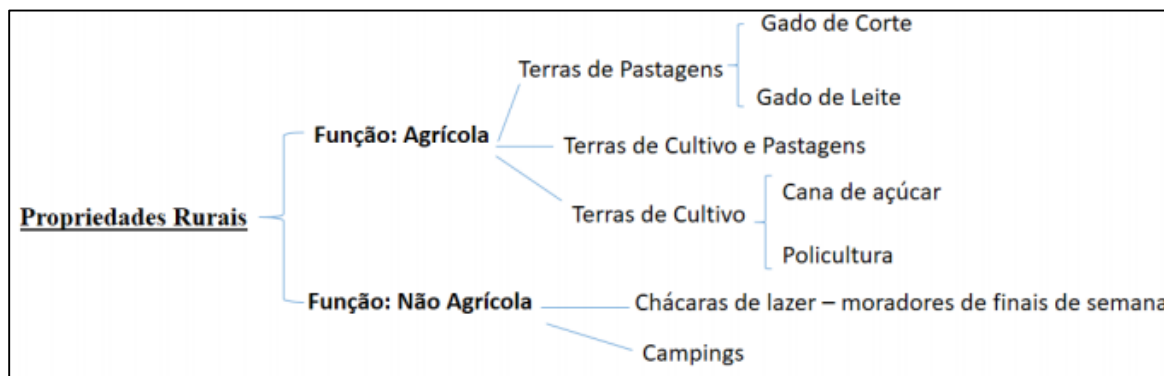 Propriedades Rurais
Função: Agrícola
Terras de Pastagens
Gado de Corte
Gado de Leite
Terras de Cultivo e Pastagens
Terras de Cultivo
Cana de açúcar
Policultura
Função: Não Agrícola
Chácaras de lazer – moradores de finais de semana
Campings